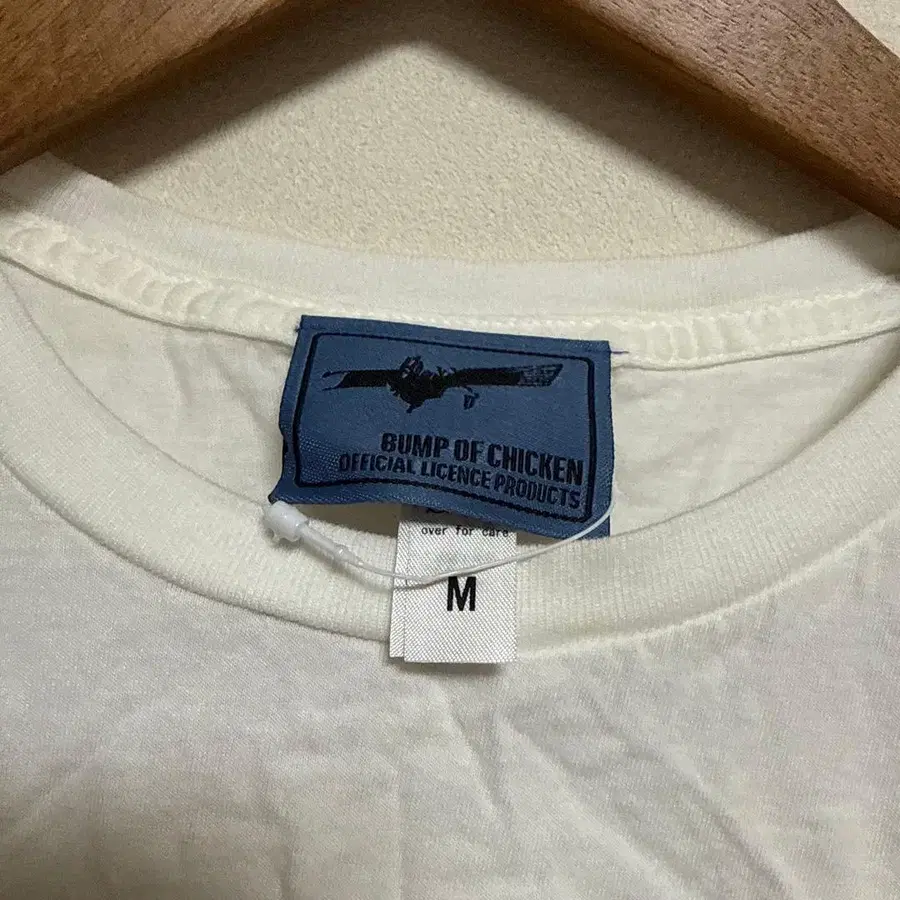 BUMP OF CHICKEN
OFFICIAL LICENCE PRODUCTS
over for care
M